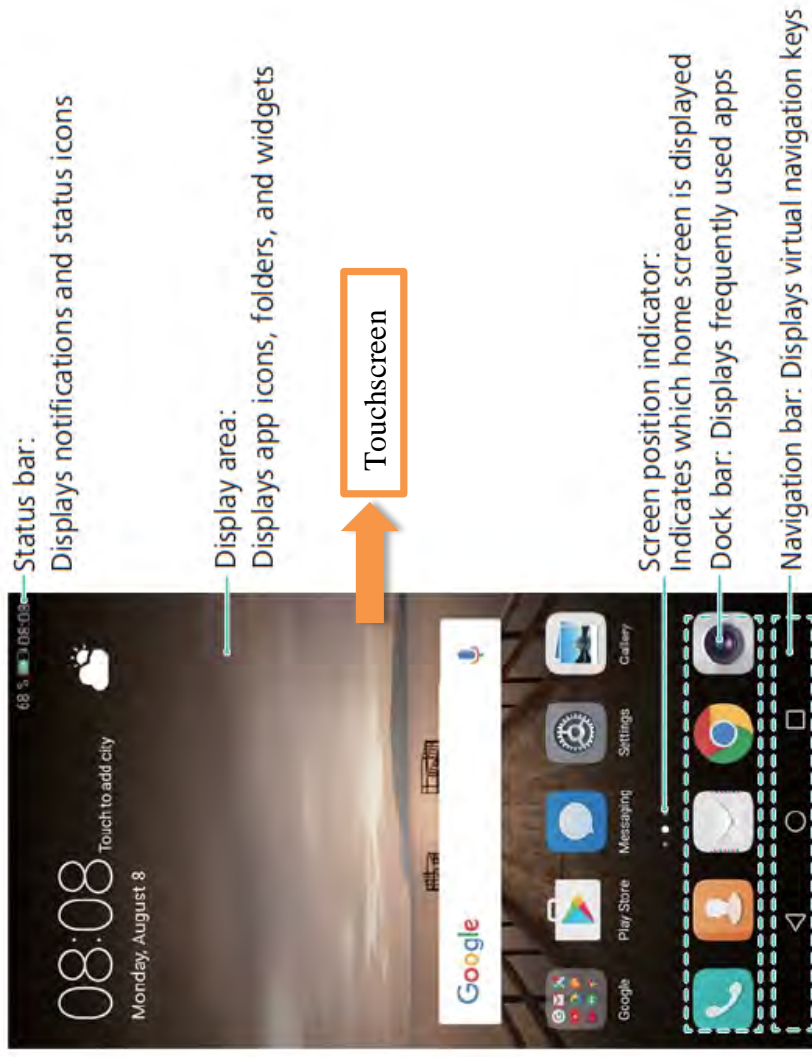 68 % 08:08
Status bar:
Displays notifications and status icons
08:08
Touch to add city
Monday, August 8
Display area:
Displays app icons, folders, and widgets
Touchscreen
Google
Google
Play Store
Messaging
Settings
Gallery
Screen position indicator:
Indicates which home screen is displayed
Dock bar: Displays frequently used apps
Navigation bar: Displays virtual navigation keys